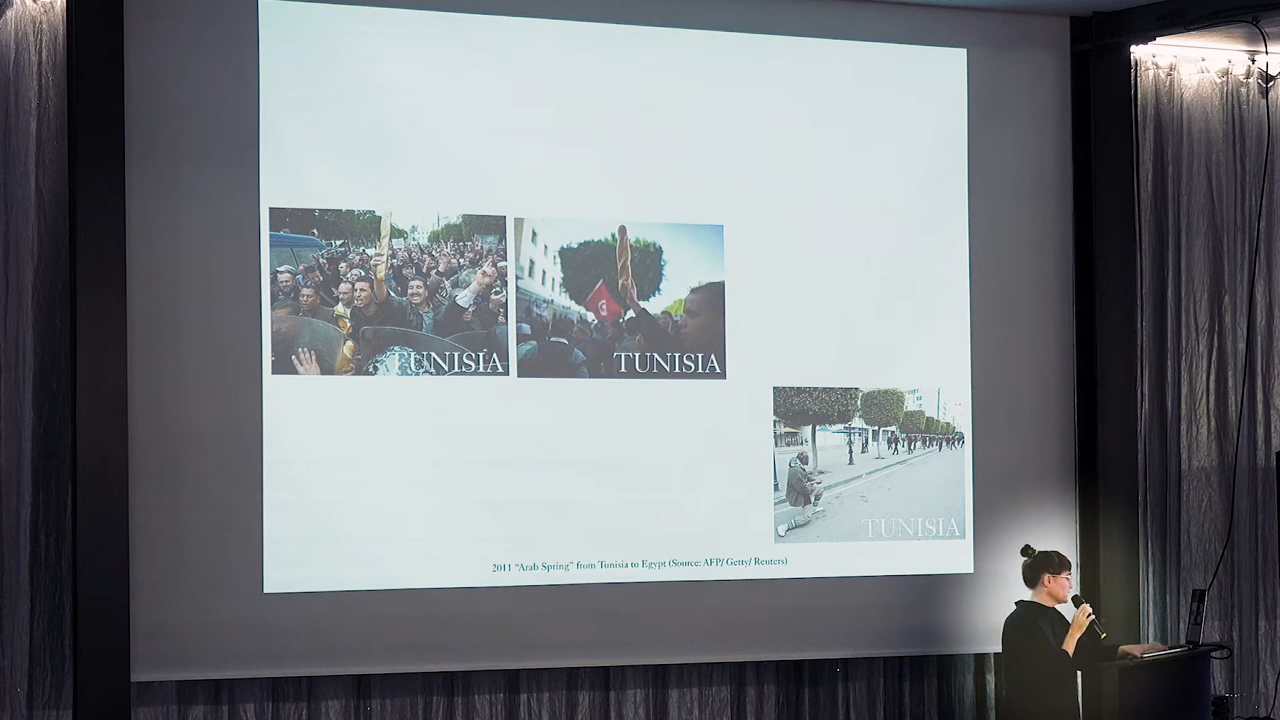 TUNISIA
TUNISIA
TUNISIA
2011 “Arab Spring” from Tunisia to Egypt (Source: AFP/ Getty/ Reuters)